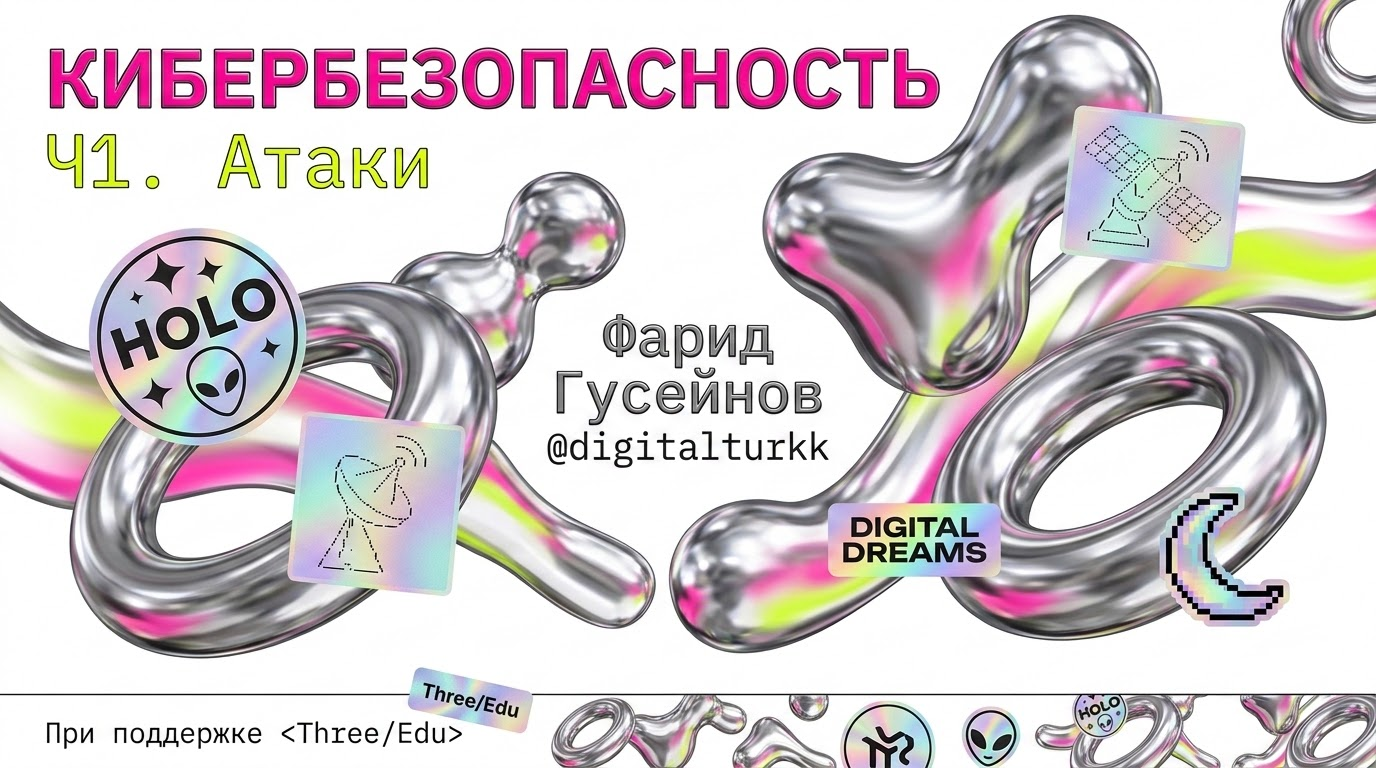 КИБЕРБЕЗОПАСНОСТЬ
Ч1. Атаки
HOLO
Фарид
Гусейнов
@digitalturkk
DIGITAL
DREAMS
Three/Edu
При поддержке <Three/Edu>
HOLO